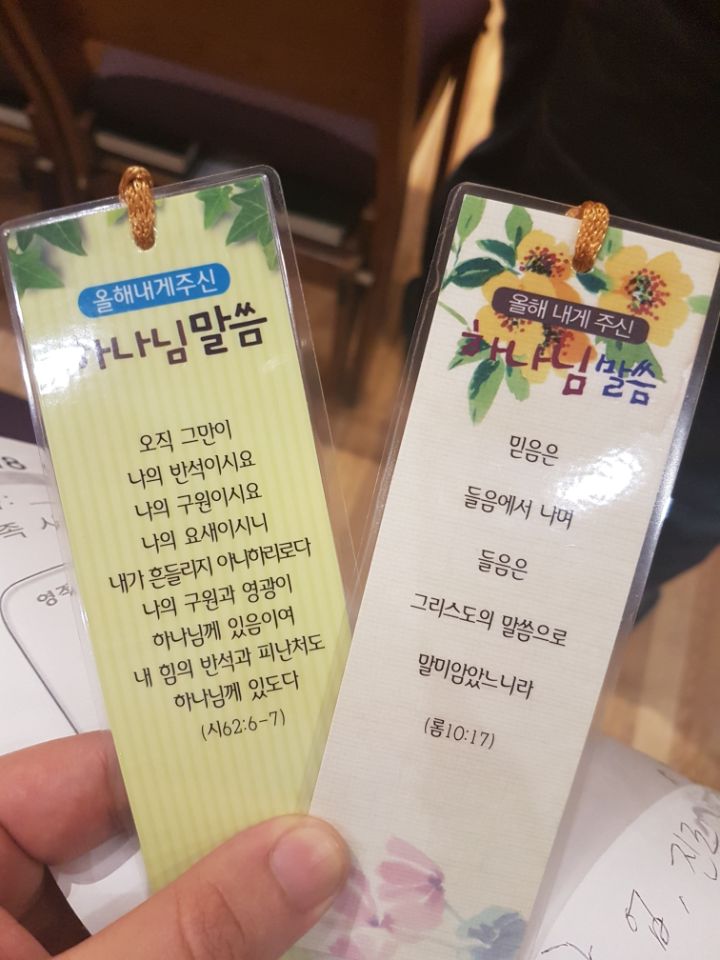 올해내게주신
하나님말씀
오직 그만이
나의 반석이시요
나의 구원이시요
나의 요새이시니
내가 흔들리지 아니하리로다
나의 구원과 영광이
하나님께 있음이여
내 힘의 반석과 피난처도
하나님께 있도다
(시62:6-7)
올해 내게 주신
하나님말씀
믿음은
들음에서 나며
들음은
그리스도의 말씀으로
말미암았느니라
(롬10:17)